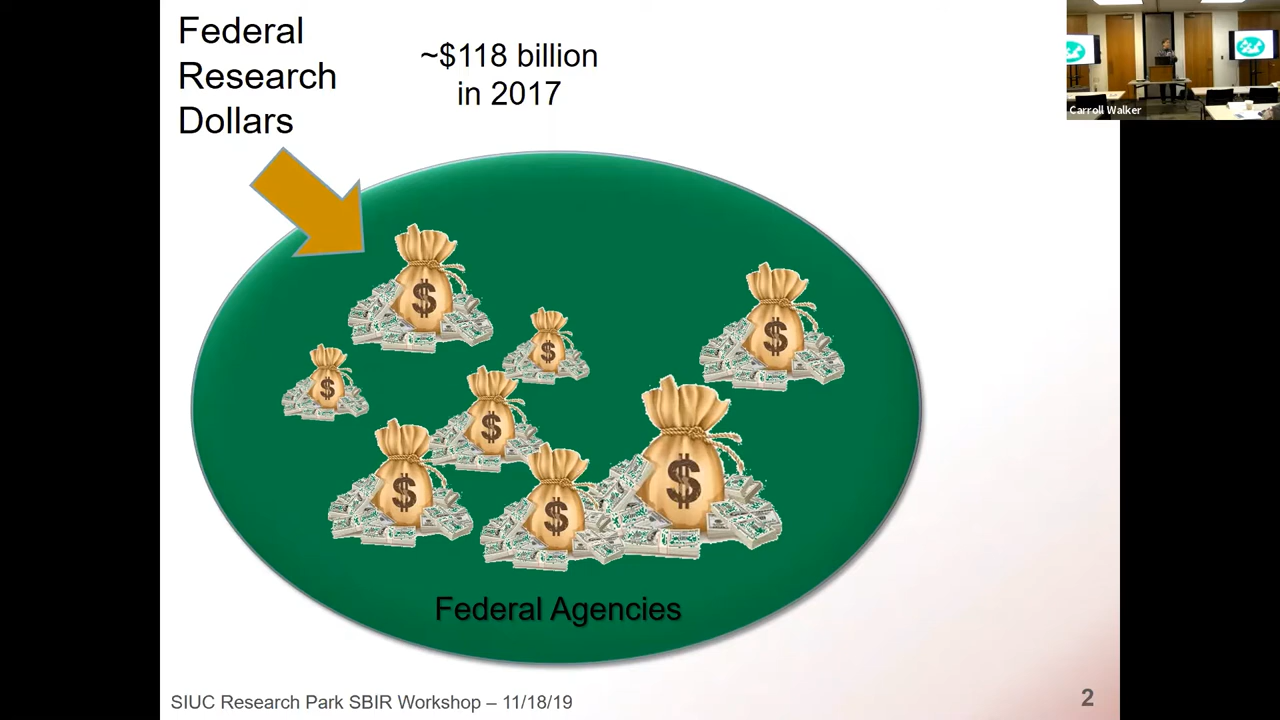 Federal
Research
Dollars
~$118 billion
in 2017
Carroll Walker
$
$
$
$
$
$
$
$
Federal Agencies
SIUC Research Park SBIR Workshop – 11/18/19
2